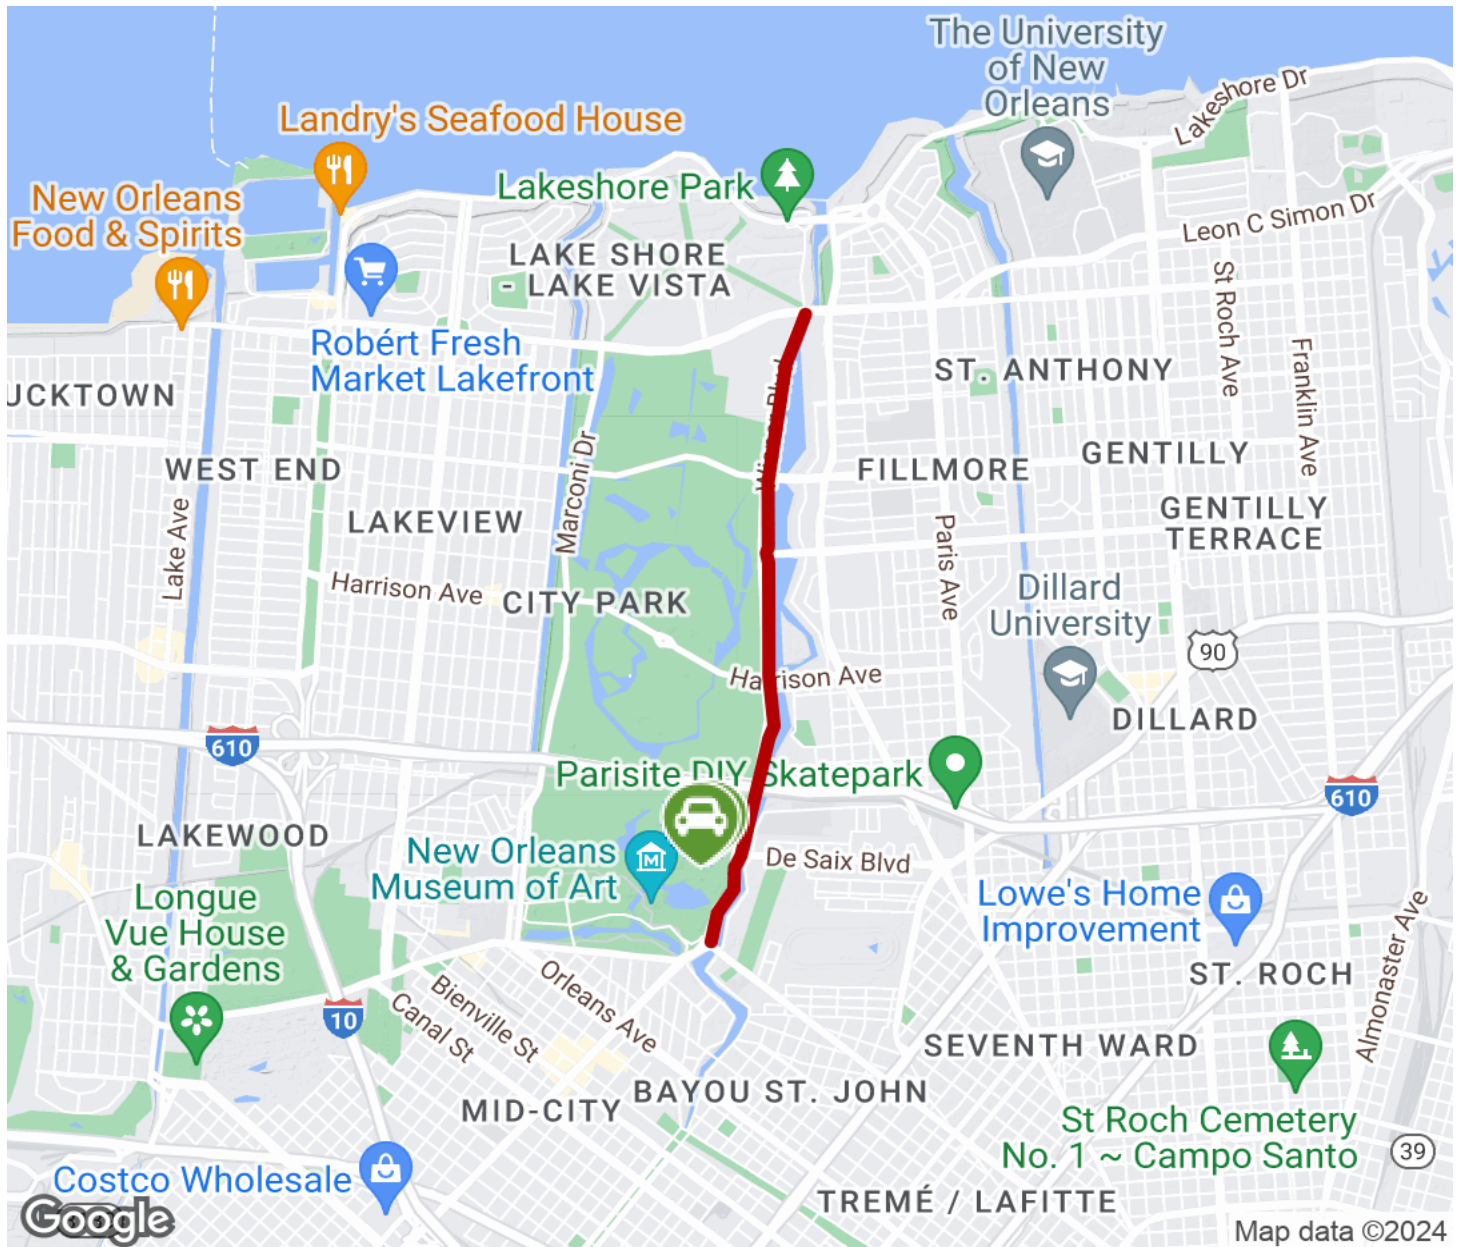 The University
of New
Orleans
Lakeshore Dr
Landry's Seafood House
Lakeshore Park
New Orleans
Food & Spirits
Leon C Simon Dr
LAKE SHORE
- LAKE VISTA
St Roch Ave
Robért Fresh
Market Lakefront
Franklin Ave
ST. ANTHONY
UCKTOWN
Marconi Dr
WEST END
FILLMORE
GENTILLY
Lake Ave
LAKEVIEW
GENTILLY
TERRACE
Paris Ave
Harrison Ave
CITY PARK
Dillard
University
90
Harrison Ave
DILLARD
610
Parisite DIY Skatepark
610
LAKEWOOD
New Orleans
Museum of Art
De Saix Blvd
Longue
Vue House
& Gardens
Lowe's Home
Improvement
Almonaster Ave
ST. ROCH
Orleans Ave
Bienville St
Canal St
10
SEVENTH WARD
BAYOU ST. JOHN
MID-CITY
St Roch Cemetery
No. 1 ~ Campo Santo
39
Costco Wholesale
TREMÉ / LAFITTE
Google
Map data ©2024